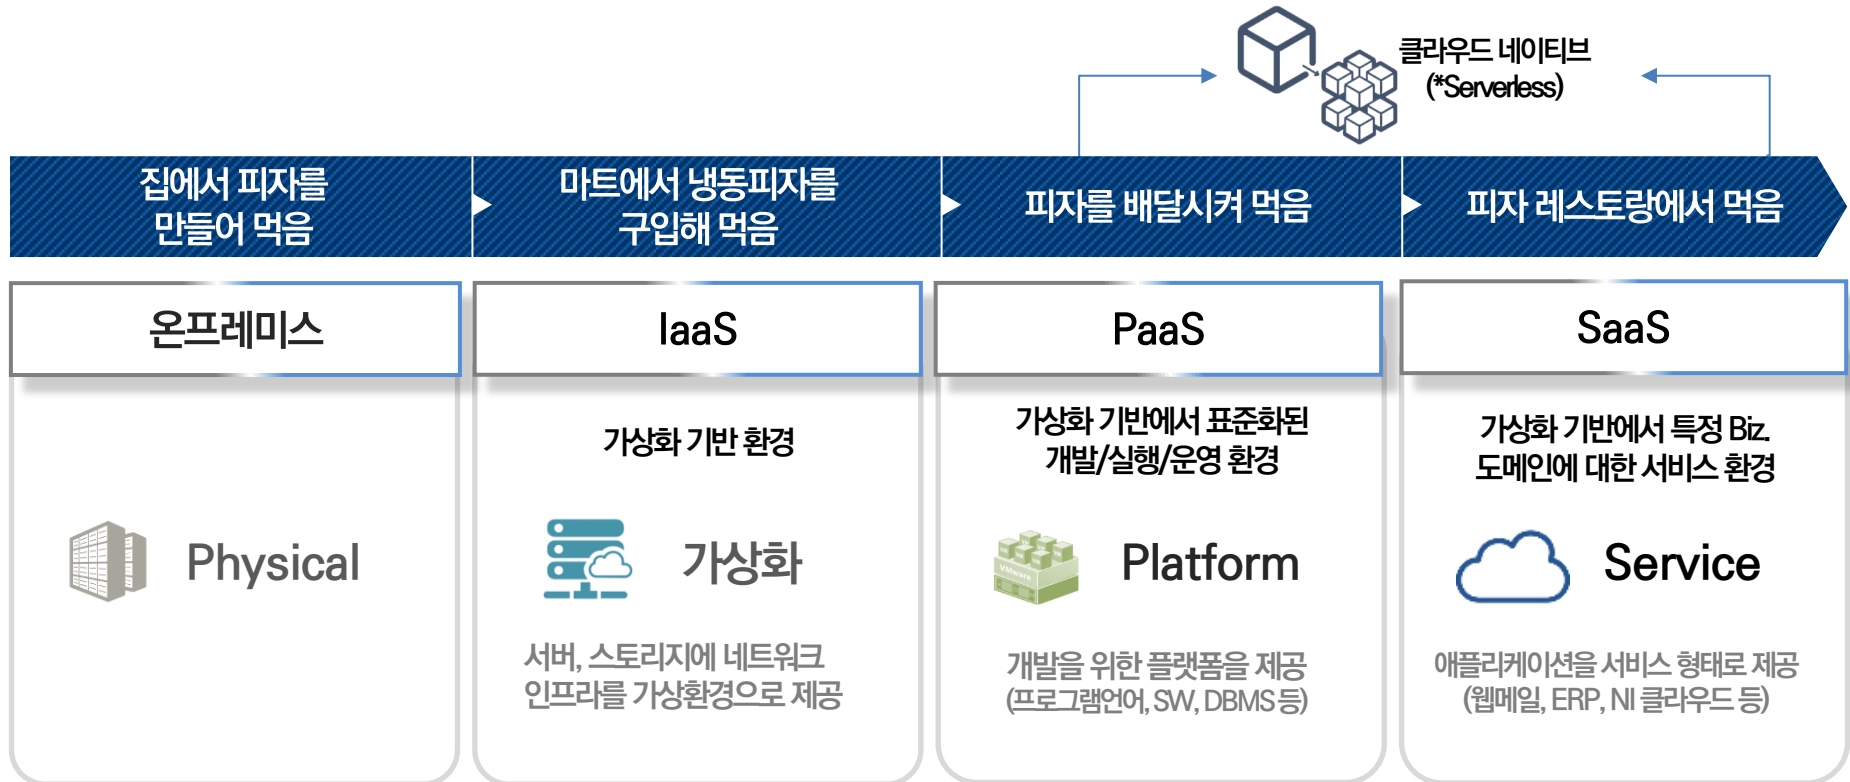 클라우드 네이티브
(*Serverless)
집에서 피자를
만들어 먹음
마트에서 냉동피자를
구입해 먹음
피자를 배달시켜 먹음
피자 레스토랑에서 먹음
온프레미스
IaaS
PaaS
SaaS
가상화 기반 환경
가상화 기반에서 표준화된
개발/실행/운영 환경
가상화 기반에서 특정 Biz.
도메인에 대한 서비스 환경
Physical
가상화
VMware
Platform
Service
서버, 스토리지에 네트워크
인프라를 가상환경으로 제공
개발을 위한 플랫폼을 제공
(프로그램언어, SW, DBMS 등)
애플리케이션을 서비스 형태로 제공
(웹메일, ERP, NI 클라우드 등)